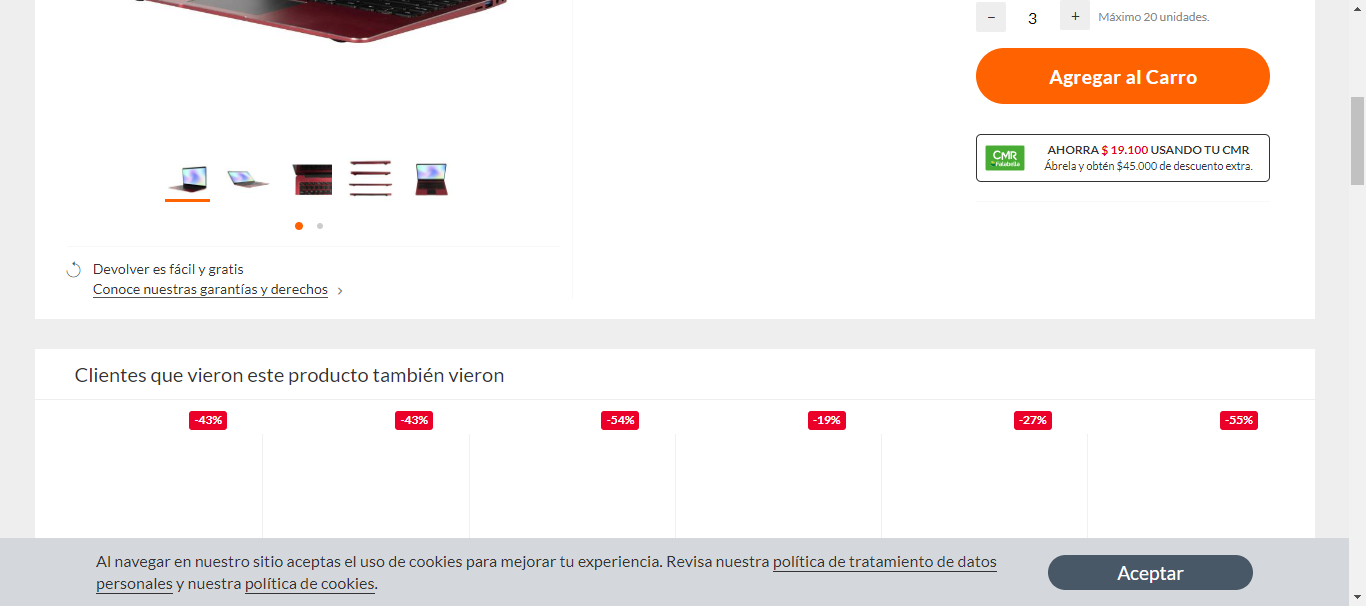 − 3 + Máximo 20 unidades.
Agregar al Carro
CMR Falabella
AHORRA $ 19.100 USANDO TU CMR
Ábrela y obtén $45.000 de descuento extra.
Devolver es fácil y gratis
Conoce nuestras garantías y derechos
Clientes que vieron este producto también vieron
-43% -43% -54% -19% -27% -55%
Al navegar en nuestro sitio aceptas el uso de cookies para mejorar tu experiencia. Revisa nuestra política de tratamiento de datos
personales y nuestra política de cookies.
Aceptar